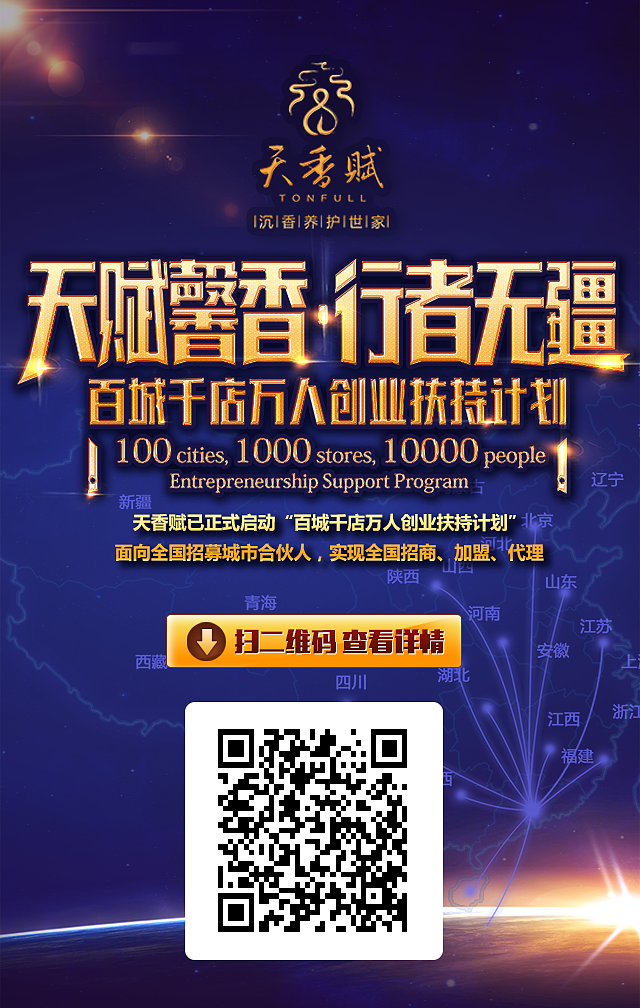 天香赋
TONFULL
沉|香|养|护|世|家
天赋馨香·行者无疆
百城千店万人创业扶持计划
100 cities, 1000 stores, 10000 people
Entrepreneurship Support Program
辽宁
新疆
天香赋已正式启动“百城千店万人创业扶持计划”
北京
河北
面向全国招募城市合伙人，实现全国招商、加盟、代理
山西
陕西
山东
青海
河南
江苏
扫二维码 查看详情
安徽
西藏
上
湖北
四川
浙江
江西
福建
西